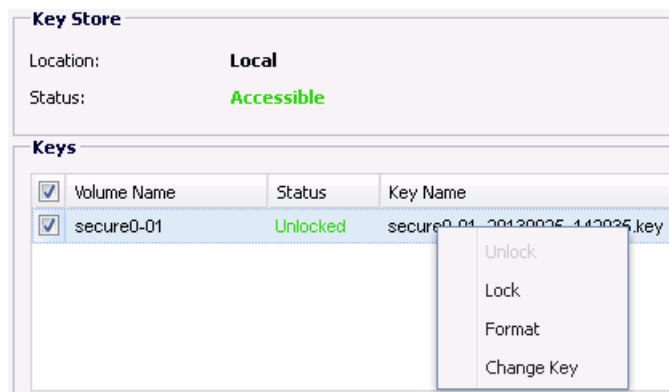 Key Store
Location: Local
Status: Accessible
Keys
Volume Name Status Key Name
secure0-01 Unlocked
Unlock
Lock
Format
Change Key